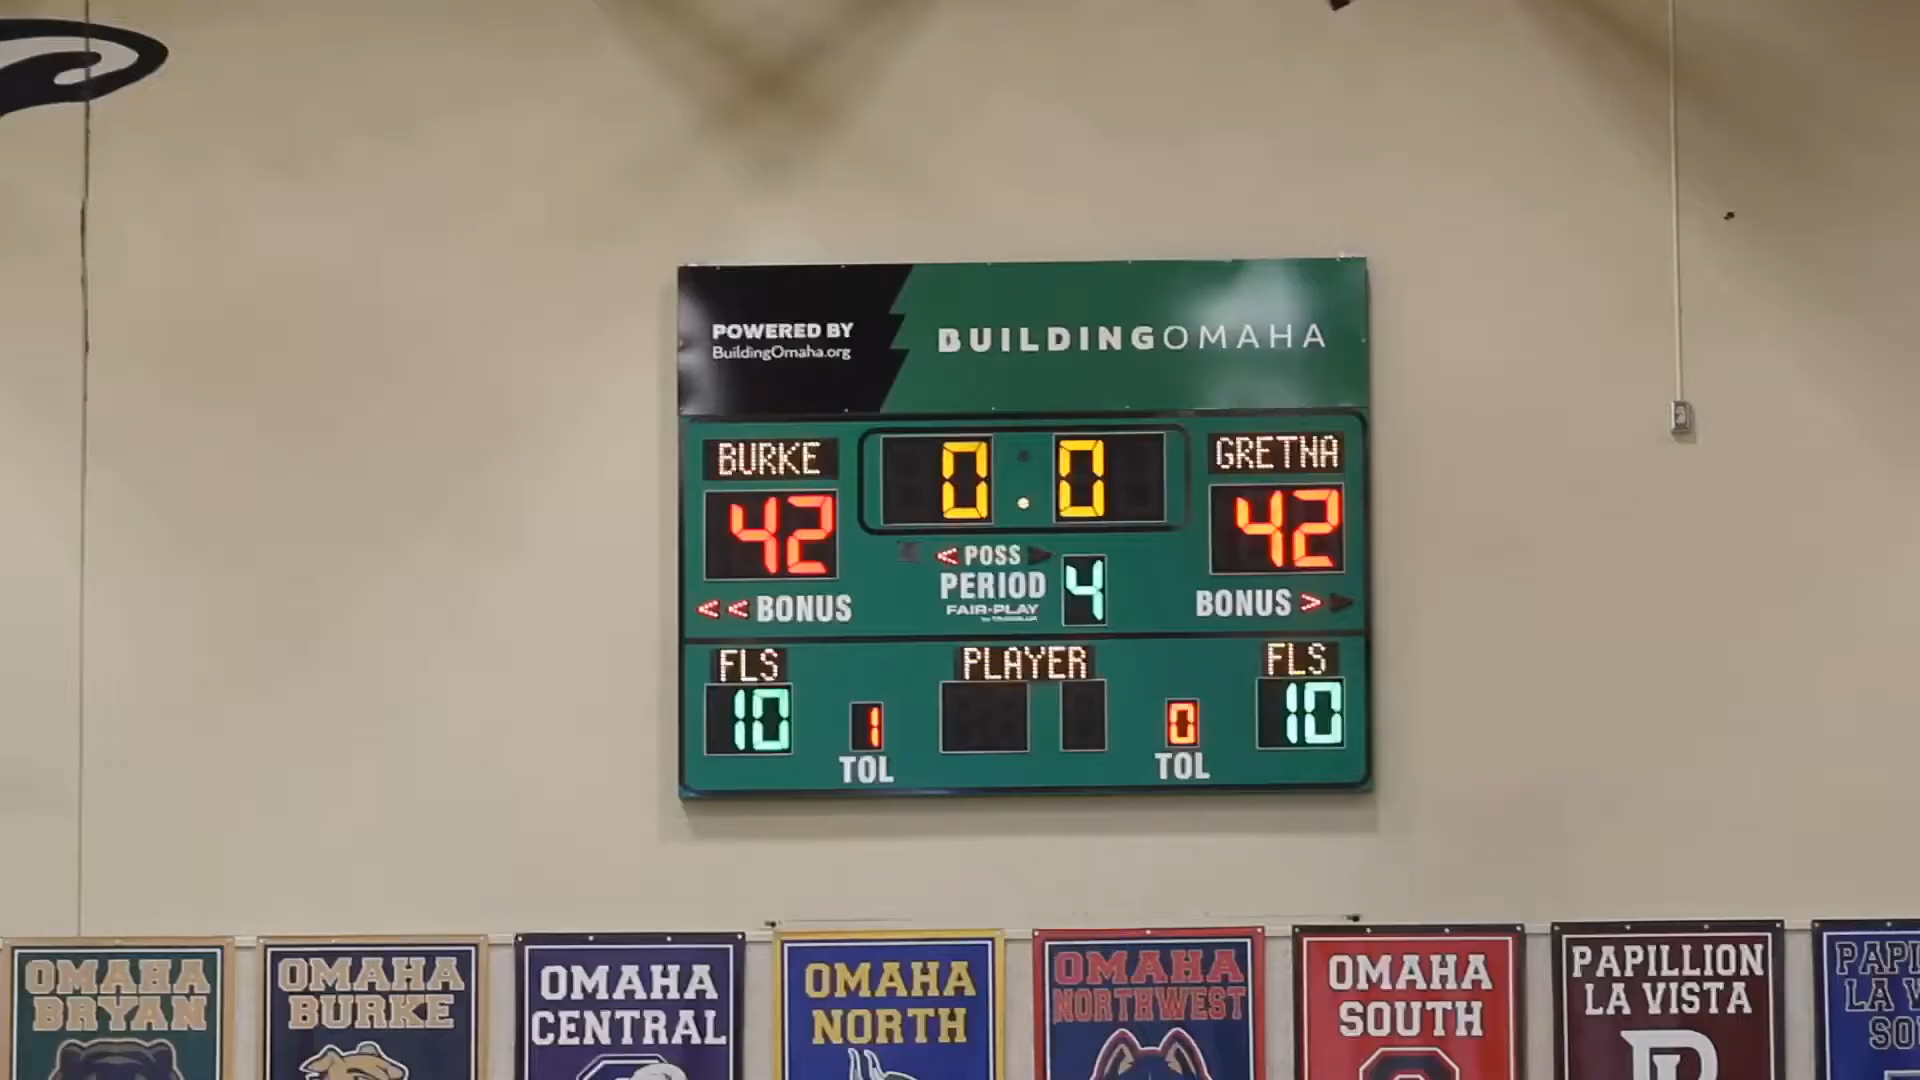 POWERED BY
BuildingOmaha.org
BUILDINGOMAHA
BURKE
0.0
GRETNA
42
42
< POSS
PERIOD
4
FAIR-PLAY
<< BONUS
BONUS >
FLS
PLAYER
FLS
10
1
0
10
TOL
TOL
OMAHA
BRYAN
OMAHA
BURKE
OMAHA
CENTRAL
OMAHA
NORTH
OMAHA
NORTHWEST
OMAHA
SOUTH
PAPILLION
LA VISTA